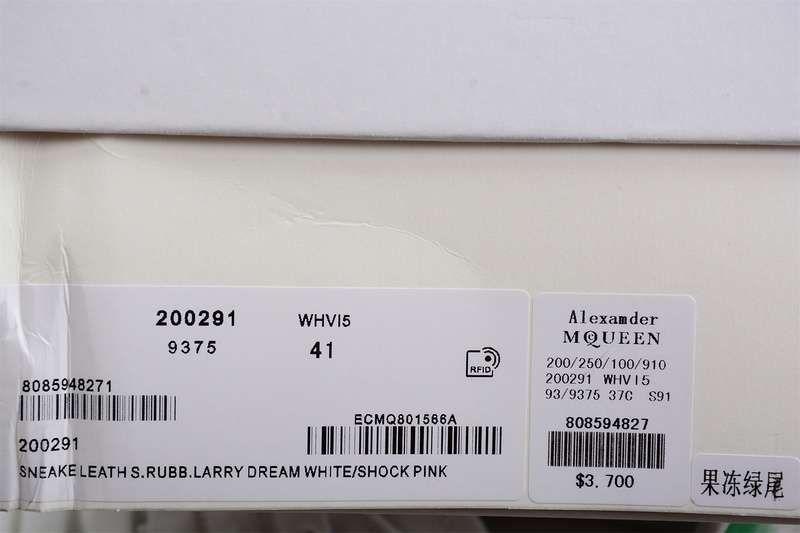 200291 WHVI5
9375 41
RFID
8085948271
ECMQ801566A
200291
SNEAKE LEATH S.RUBB.LARRY DREAM WHITE/SHOCK PINK
Alexamder
McQUEEN
200/250/100/910
200291 WHVI5
93/9375 37C S91
808594827
$3.700
果冻绿尾